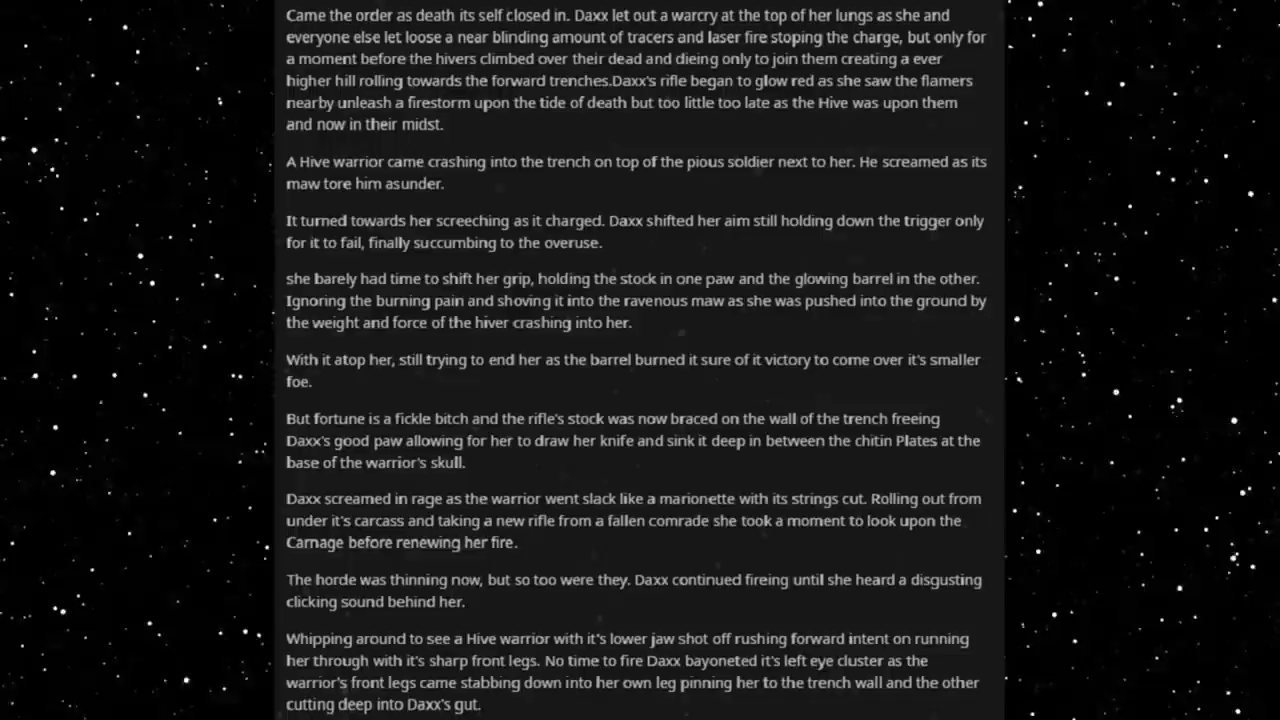 Came the order as death its self closed in. Daxx let out a warcry at the top of her lungs as she and
everyone else let loose a near blinding amount of tracers and laser fire stoping the charge, but only for
a moment before the hivers climbed over their dead and dieing only to join them creating a ever
higher hill rolling towards the forward trenches.Daxx's rifle began to glow red as she saw the flamers
nearby unleash a firestorm upon the tide of death but too little too late as the Hive was upon them
and now in their midst.
A Hive warrior came crashing into the trench on top of the pious soldier next to her. He screamed as its
maw tore him asunder.
It turned towards her screeching as it charged. Daxx shifted her aim still holding down the trigger only
for it to fail, finally succumbing to the overuse.
she barely had time to shift her grip, holding the stock in one paw and the glowing barrel in the other.
Ignoring the burning pain and shoving it into the ravenous maw as she was pushed into the ground by
the weight and force of the hiver crashing into her.
With it atop her, still trying to end her as the barrel burned it sure of it victory to come over it's smaller
foe.
But fortune is a fickle bitch and the rifle's stock was now braced on the wall of the trench freeing
Daxx's good paw allowing for her to draw her knife and sink it deep in between the chitin Plates at the
base of the warrior's skull.
Daxx screamed in rage as the warrior went slack like a marionette with its strings cut. Rolling out from
under it's carcass and taking a new rifle from a fallen comrade she took a moment to look upon the
Carnage before renewing her fire.
The horde was thinning now, but so too were they. Daxx continued fireing until she heard a disgusting
clicking sound behind her.
Whipping around to see a Hive warrior with it's lower jaw shot off rushing forward intent on running
her through with it's sharp front legs. No time to fire Daxx bayoneted it's left eye cluster as the
warrior's front legs came stabbing down into her own leg pinning her to the trench wall and the other
cutting deep into Daxx's gut.